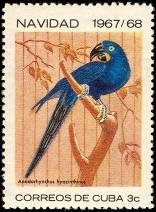 NAVIDAD 1967/68
Anodorhynchus hyacinthinus
CORREOS DE CUBA 3c